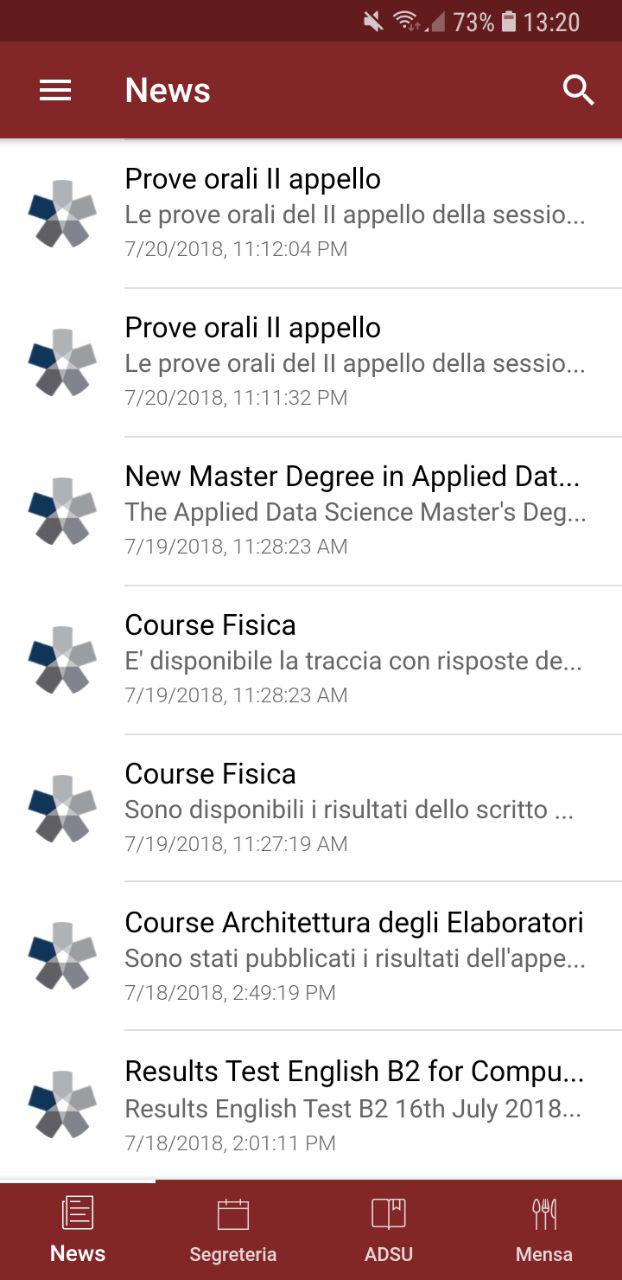 73% 13:20
News
Prove orali II appello
Le prove orali del II appello della sessio...
7/20/2018, 11:12:04 PM
Prove orali II appello
Le prove orali del II appello della sessio...
7/20/2018, 11:11:32 PM
New Master Degree in Applied Dat...
The Applied Data Science Master's Deg...
7/19/2018, 11:28:23 AM
Course Fisica
E' disponibile la traccia con risposte de...
7/19/2018, 11:28:23 AM
Course Fisica
Sono disponibili i risultati dello scritto ...
7/19/2018, 11:27:19 AM
Course Architettura degli Elaboratori
Sono stati pubblicati i risultati dell'appe...
7/18/2018, 2:49:19 PM
Results Test English B2 for Compu...
Results English Test B2 16th July 2018...
7/18/2018, 2:01:11 PM
News Segreteria ADSU Mensa